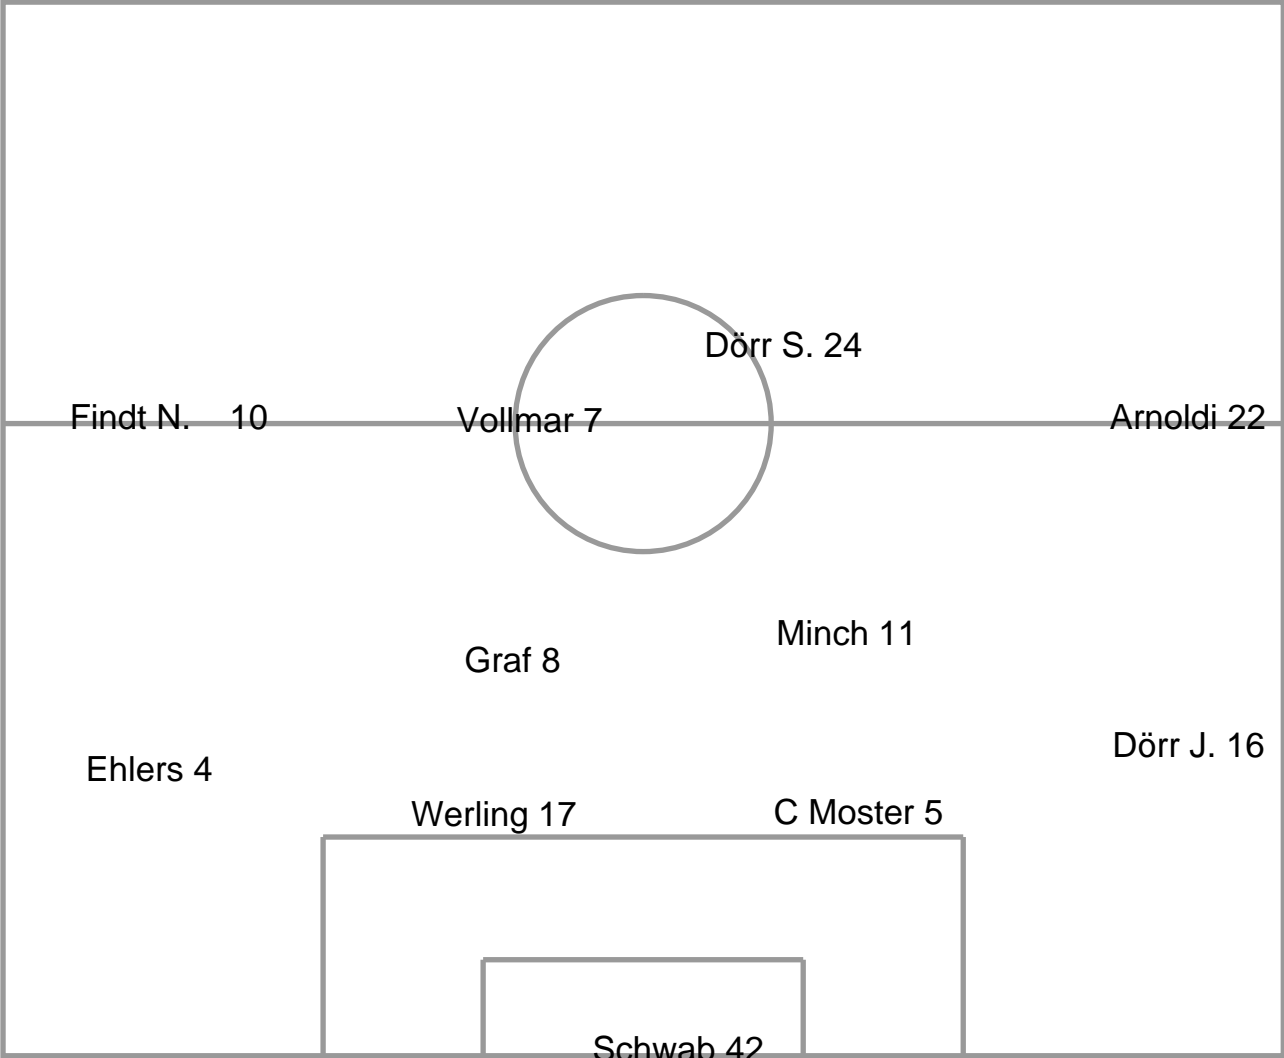 Dörr S. 24
Findt N. 10
Vollmar 7
Arnoldi 22
Minch 11
Graf 8
Dörr J. 16
Ehlers 4
Werling 17
C Moster 5
Schwab 42